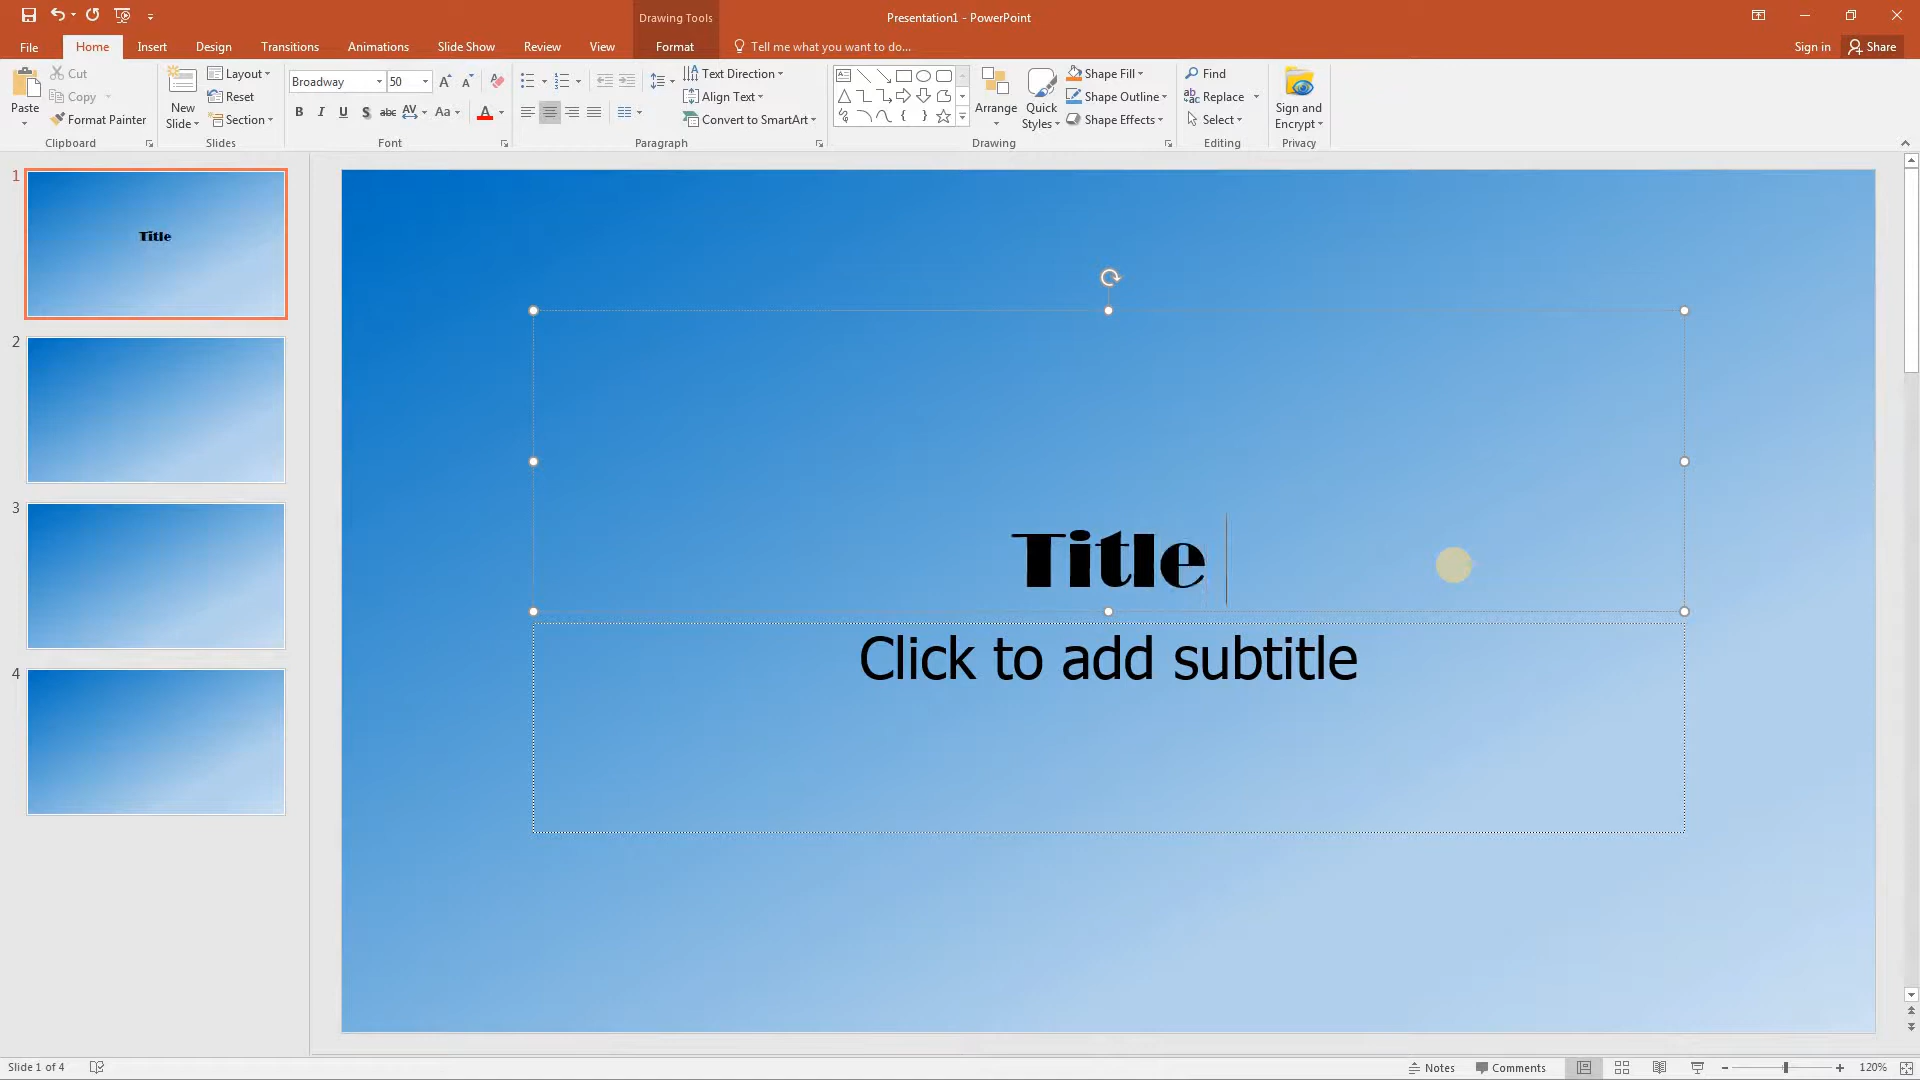 Drawing Tools
Presentation1 - PowerPoint
File Home Insert Design Transitions Animations Slide Show Review View Format Tell me what you want to do... Sign in Share
Paste
Cut
Copy
Format Painter
Clipboard
New Slide
Layout
Reset
Section
Slides
Broadway 50
B I U S abc AV Aa A
Font
Text Direction
Align Text
Convert to SmartArt
Paragraph
Arrange
Quick Styles
Shape Fill
Shape Outline
Shape Effects
Drawing
Find
Replace
Select
Editing
Sign and Encrypt
Privacy
1
Title
2
3
4
Title
Click to add subtitle
Slide 1 of 4
Notes Comments 120%